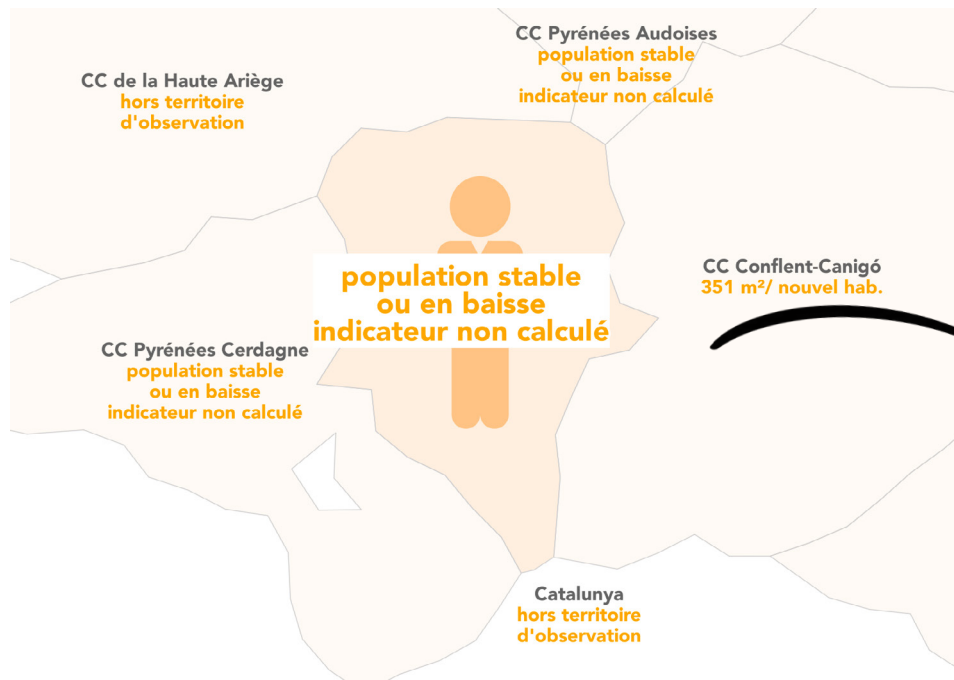 CC Pyrénées Audoises
population stable
ou en baisse
indicateur non calculé
CC de la Haute Ariège
hors territoire
d'observation
population stable
ou en baisse
indicateur non calculé
CC Conflent-Canigó
351 m²/ nouvel hab.
CC Pyrénées Cerdagne
population stable
ou en baisse
indicateur non calculé
Catalunya
hors territoire
d'observation